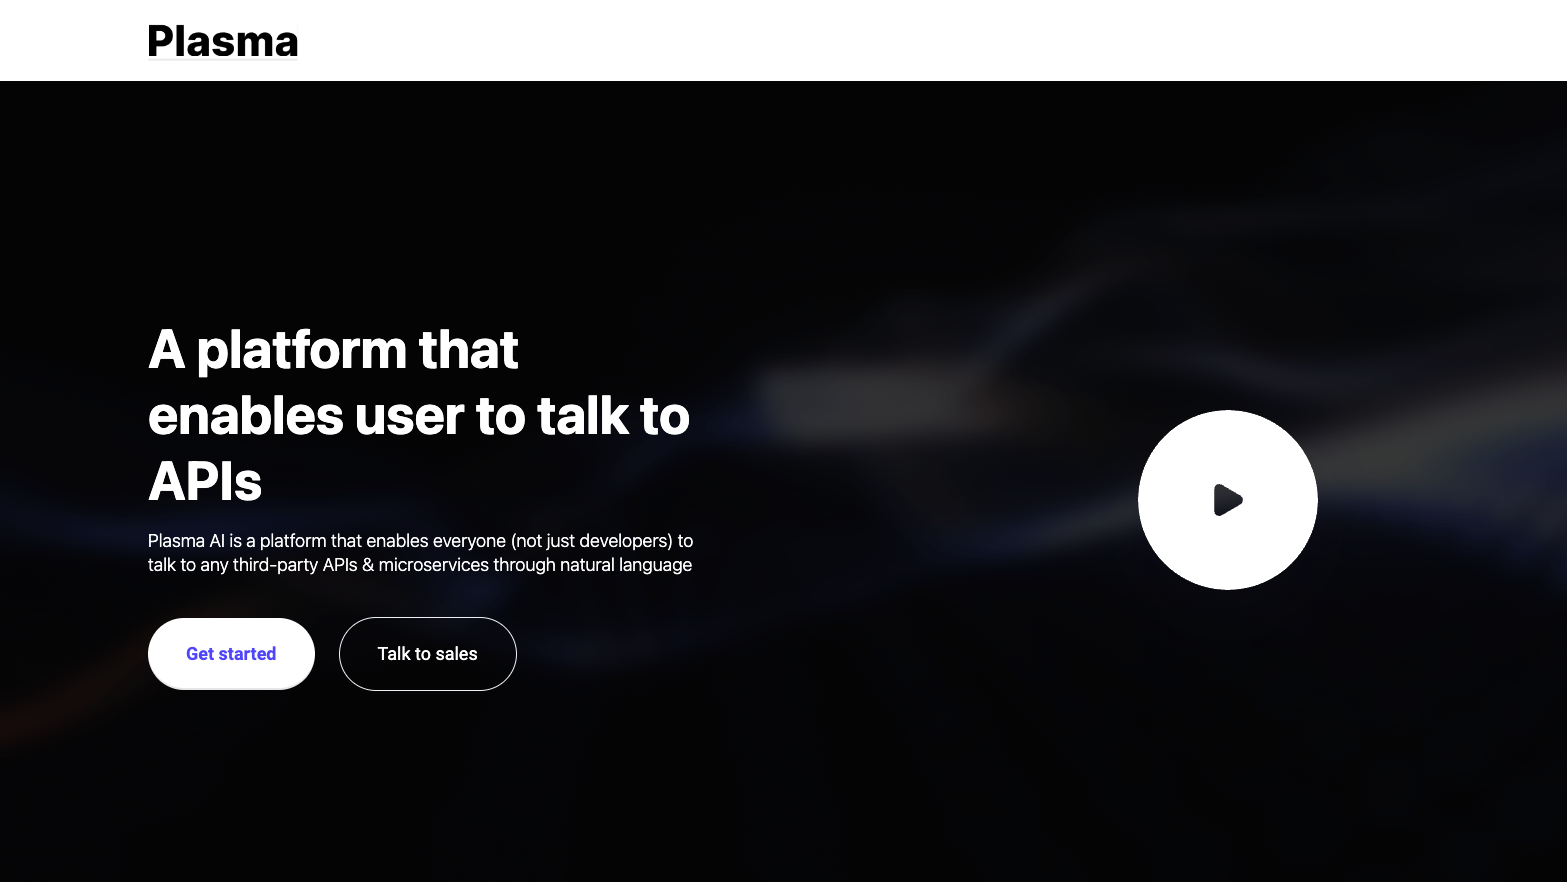 Plasma
A platform that
enables user to talk to
APIs
Plasma AI is a platform that enables everyone (not just developers) to
talk to any third-party APIs & microservices through natural language
Get started
Talk to sales